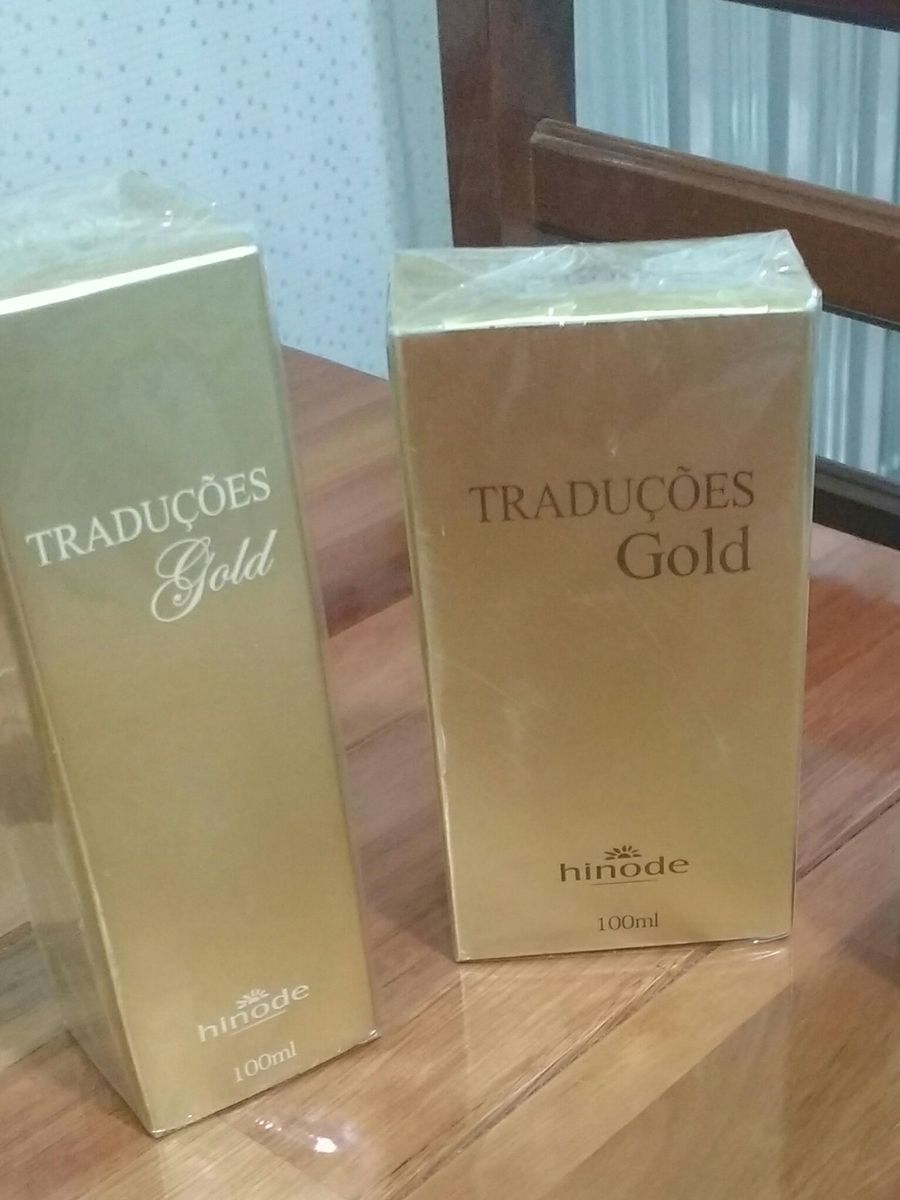 TRADUÇÕES
Gold
hinode
100ml
TRADUÇÕES
Gold
hinode
100ml